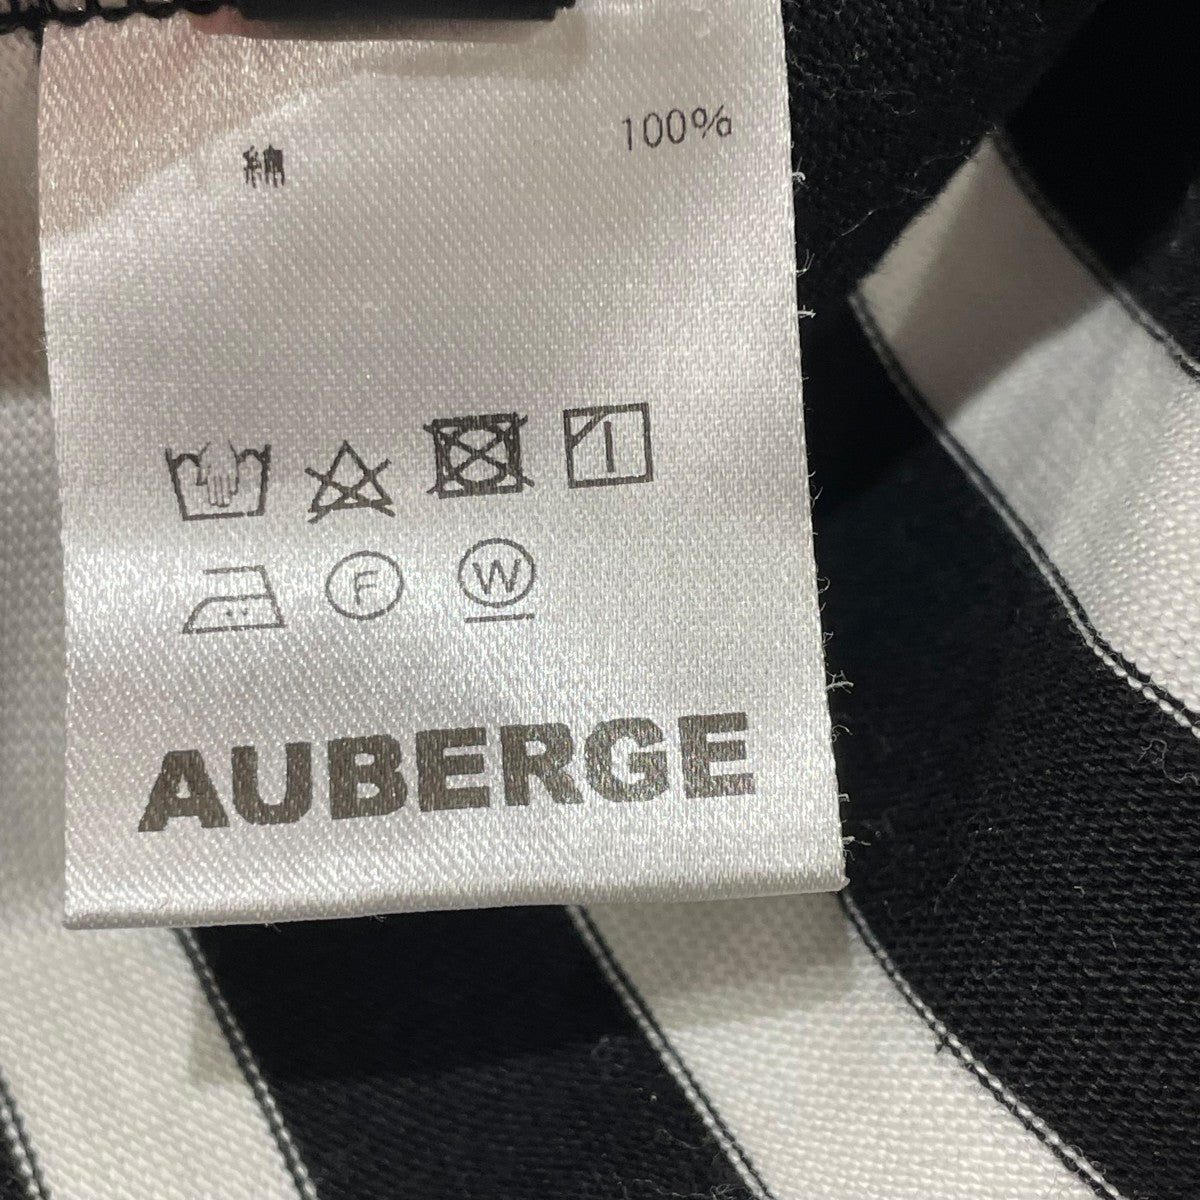 綿 100%
F W
AUBERGE